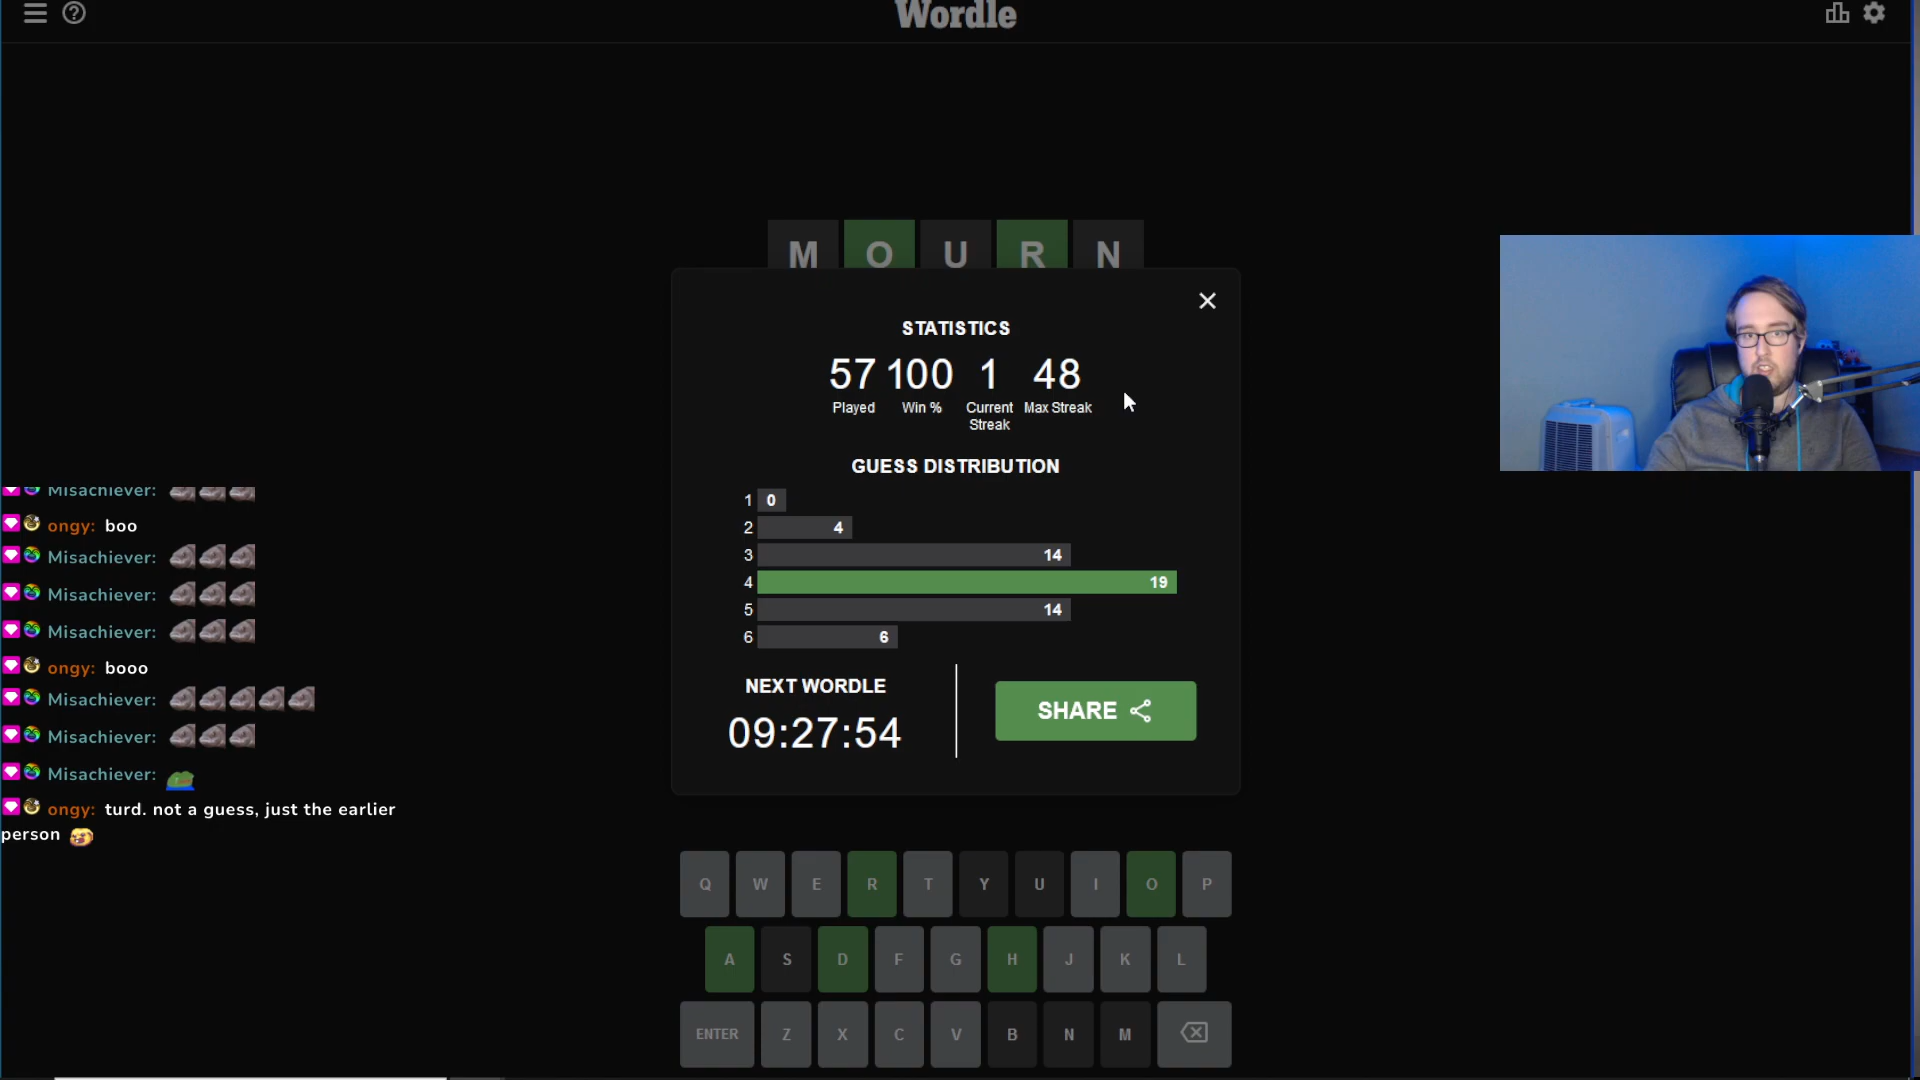 Wordle
M O U R N
STATISTICS
57 100 1 48
Played Win % Current Streak Max Streak
GUESS DISTRIBUTION
1 0
2 4
3 14
4 19
5 14
6 6
NEXT WORDLE
09:27:54
SHARE
Misachiever:
ongy: boo
Misachiever:
Misachiever:
Misachiever:
ongy: booo
Misachiever:
Misachiever:
Misachiever:
ongy: turd. not a guess, just the earlier
person
Q W E R T Y U I O P
A S D F G H J K L
ENTER Z X C V B N M